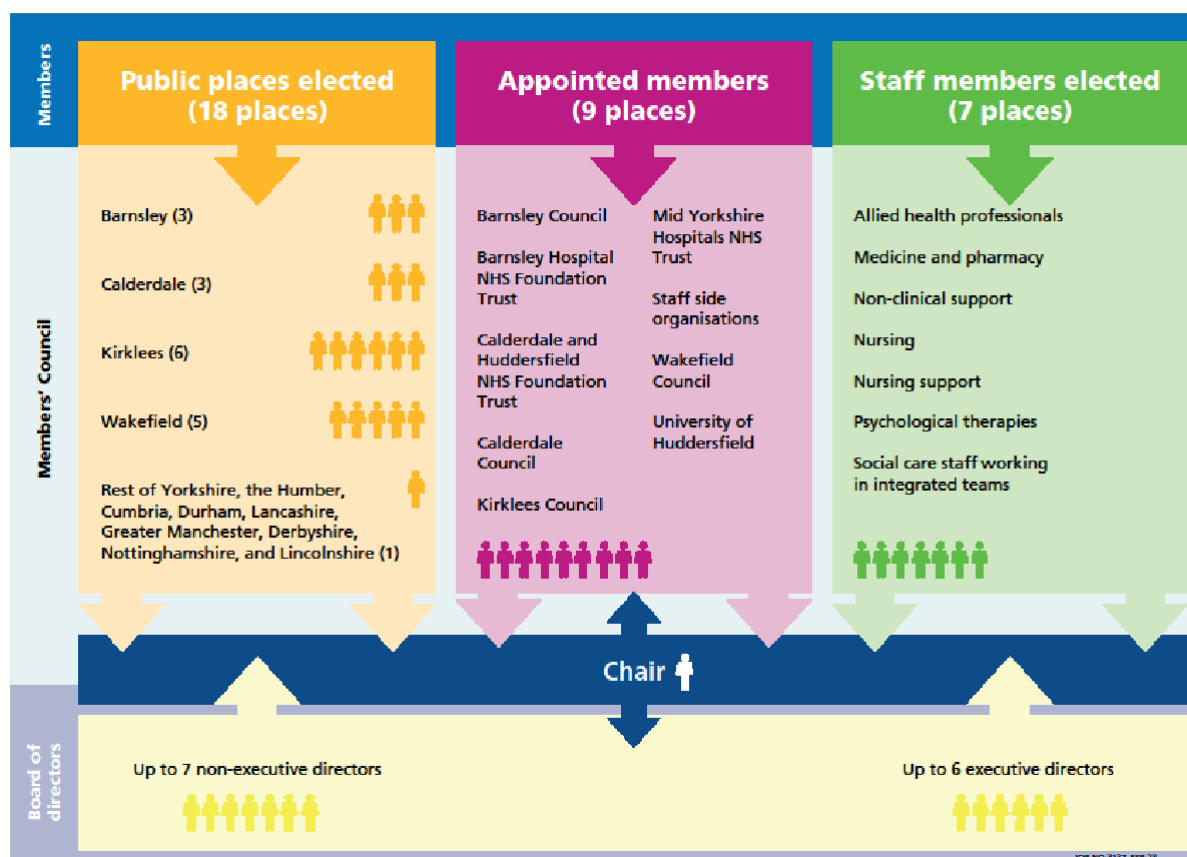 Members
Public places elected
(18 places)
Appointed members
(9 places)
Staff members elected
(7 places)
Members' Council
Barnsley (3)
Calderdale (3)
Kirklees (6)
Wakefield (5)
Rest of Yorkshire, the Humber,
Cumbria, Durham, Lancashire,
Greater Manchester, Derbyshire,
Nottinghamshire, and Lincolnshire (1)
Barnsley Council
Barnsley Hospital
NHS Foundation
Trust
Calderdale and
Huddersfield
NHS Foundation
Trust
Calderdale
Council
Kirklees Council
Mid Yorkshire
Hospitals NHS
Trust
Staff side
organisations
Wakefield
Council
University of
Huddersfield
Allied health professionals
Medicine and pharmacy
Non-clinical support
Nursing
Nursing support
Psychological therapies
Social care staff working
in integrated teams
Chair
Board of
directors
Up to 7 non-executive directors
Up to 6 executive directors